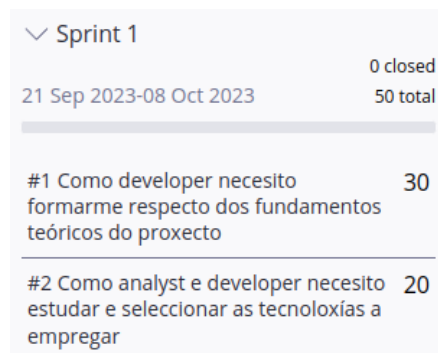 Sprint 1
0 closed
21 Sep 2023-08 Oct 2023
50 total
#1 Como developer necesito
30
formarme respecto dos fundamentos
teóricos do proxecto
#2 Como analyst e developer necesito
20
estudar e seleccionar as tecnoloxías a
empregar